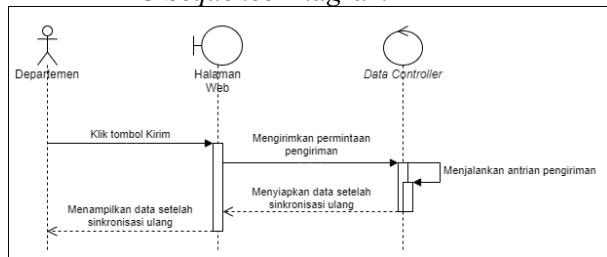 Departemen
Halaman
Web
Data Controller
Klik tombol Kirim
Mengirimkan permintaan
pengiriman
Menjalankan antrian pengiriman
Menyiapkan data setelah
sinkronisasi ulang
Menampilkan data setelah
sinkronisasi ulang